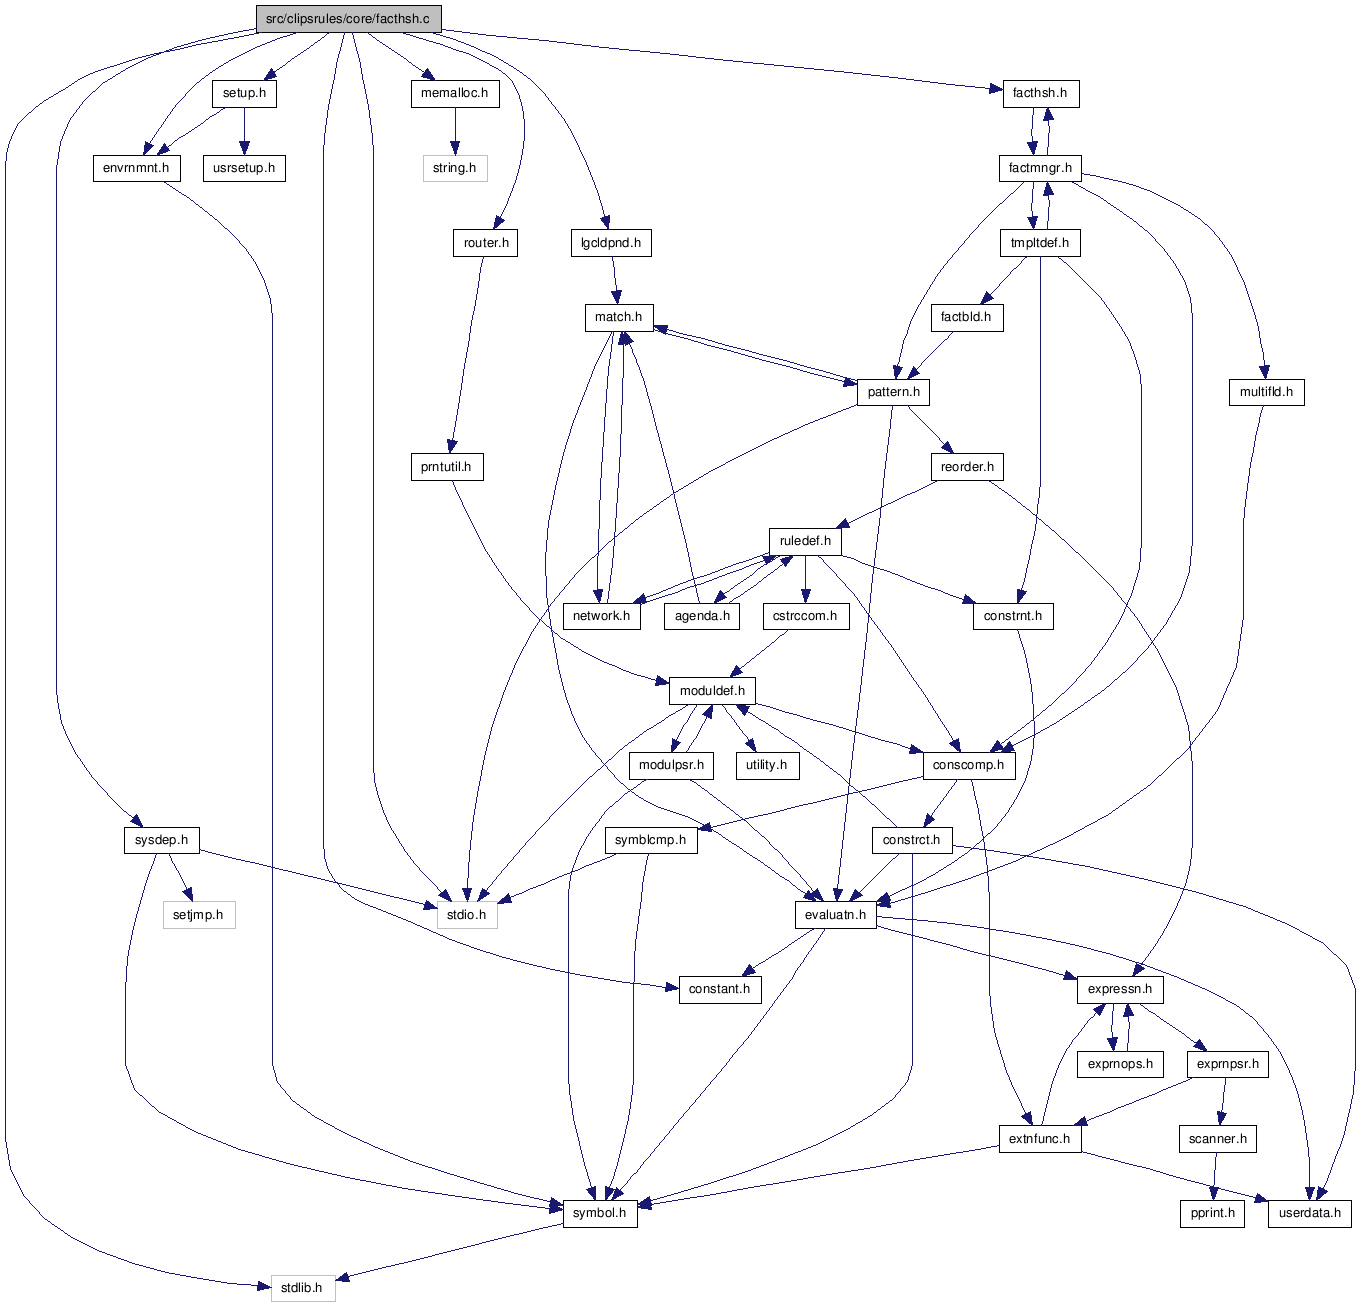 src/clipsrules/core/facthsh.c
setup.h
memalloc.h
facthsh.h
envrnmnt.h
usrsetup.h
string.h
factmngr.h
router.h
lgcldpnd.h
tmpltdef.h
match.h
factbld.h
pattern.h
multifld.h
prntutil.h
reorder.h
ruledef.h
network.h
agenda.h
cstrccom.h
constrnt.h
moduldef.h
modulpsr.h
utility.h
conscomp.h
sysdep.h
symblcmp.h
constrct.h
setjmp.h
stdio.h
evaluatn.h
constant.h
expressn.h
exprnops.h
exprnpsr.h
extnfunc.h
scanner.h
symbol.h
pprint.h
userdata.h
stdlib.h